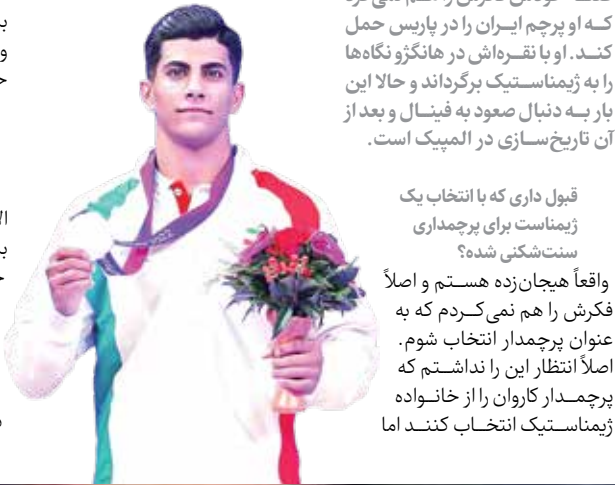 که او پرچم ایران را در پاریس حمل
کند. او با نقره‌اش در هانگژو نگاه‌ها
را به ژیمناستیک برگرداند و حالا این
بار به دنبال صعود به فینال و بعد از
آن تاریخ‌سازی در المپیک است.
قبول داری که با انتخاب یک
ژیمناست برای پرچمداری
سنت‌شکنی شده؟
واقعاً هیجان‌زده هستم و اصلاً
فکرش را هم نمی‌کردم که به
عنوان پرچمدار انتخاب شوم.
اصلاً انتظار این را نداشتم که
پرچمدار کاروان را از خانواده
ژیمناستیک انتخاب کنند اما